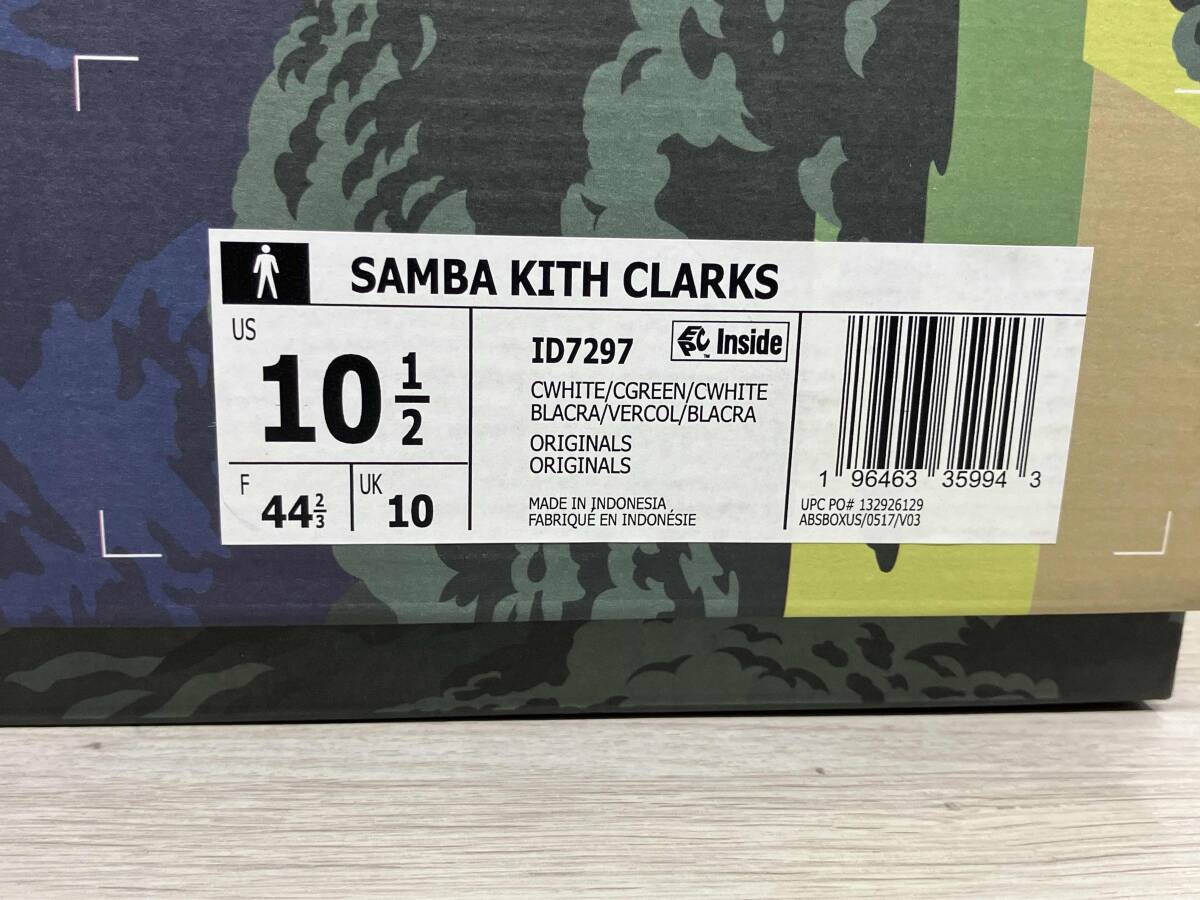 SAMBA KITH CLARKS
US
10 1/2
F
44 2/3
UK
10
ID7297
EPC™ Inside
CWHITE/CGREEN/CWHITE
BLACRA/VERCOL/BLACRA
ORIGINALS
ORIGINALS
MADE IN INDONESIA
FABRIQUÉ EN INDONÉSIE
1 96463 35994 3
UPC PO# 132926129
ABSBOXUS/0517/V03